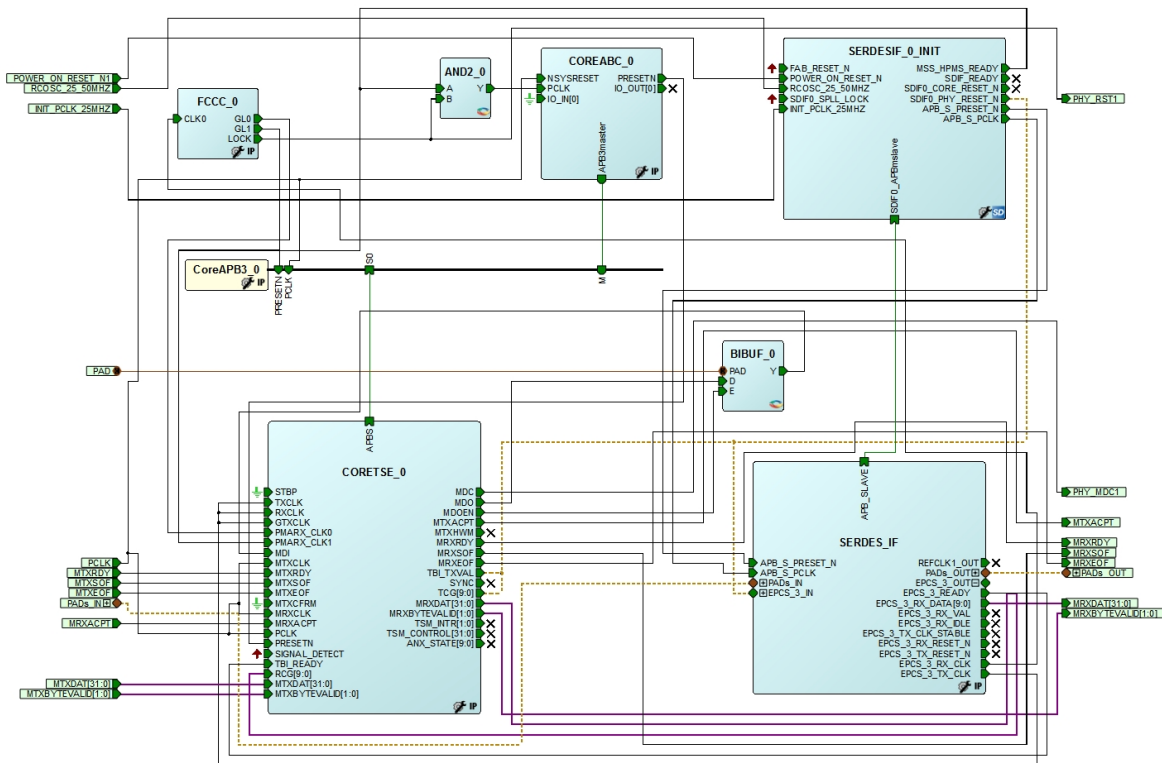 POWER_ON_RESET_N1
RCOSC_25_50MHZ
INIT_PCLK_25MHZ
FCCC_0
CLK0
GL0
GL1
LOCK
IP
AND2_0
A
B
Y
COREABC_0
NSYSRESET
PCLK
IO_IN[0]
PRESETN
IO_OUT[0]
APB3master
IP
SERDESIF_0_INIT
FAB_RESET_N
POWER_ON_RESET_N
RCOSC_25_50MHZ
SDIF0_SPLL_LOCK
INIT_PCLK_25MHZ
MSS_HPMS_READY
SDIF_READY
SDIF0_CORE_RESET_N
SDIF0_PHY_RESET_N
APB_S_PRESET_N
APB_S_PCLK
SDIF0_APBmslave
SD
PHY_RST1
CoreAPB3_0
IP
PRESETN
PCLK
S0
M
PAD
BIBUF_0
PAD
D
E
Y
CORETSE_0
APBS
STBP
TXCLK
RXCLK
GTXCLK
PMARX_CLK0
PMARX_CLK1
MDI
MTXCLK
MTXRDY
MTXSOF
MTXEOF
MTXCFRM
MRXCLK
MRXACPT
PCLK
PRESETN
SIGNAL_DETECT
TBI_READY
RCG[9:0]
MTXDAT[31:0]
MTXBYTEVALID[1:0]
MDC
MDO
MDOEN
MTXACPT
MTXHWM
MRXRDY
MRXSOF
MRXEOF
TBI_TXVAL
SYNC
TCG[9:0]
MRXDAT[31:0]
MRXBYTEVALID[1:0]
TSM_INTR[1:0]
TSM_CONTROL[31:0]
ANX_STATE[9:0]
IP
PCLK
MTXRDY
MTXSOF
MTXEOF
PADs_IN
MRXACPT
MTXDAT[31:0]
MTXBYTEVALID[1:0]
SERDES_IF
APB_SLAVE
APB_S_PRESET_N
APB_S_PCLK
PADs_IN
EPCS_3_IN
REFCLK1_OUT
PADs_OUT
EPCS_3_OUT
EPCS_3_READY
EPCS_3_RX_DATA[9:0]
EPCS_3_RX_VAL
EPCS_3_RX_IDLE
EPCS_3_TX_CLK_STABLE
EPCS_3_RX_RESET_N
EPCS_3_TX_RESET_N
EPCS_3_RX_CLK
EPCS_3_TX_CLK
IP
PHY_MDC1
MTXACPT
MRXRDY
MRXSOF
MRXEOF
PADs_OUT
MRXDAT[31:0]
MRXBYTEVALID[1:0]